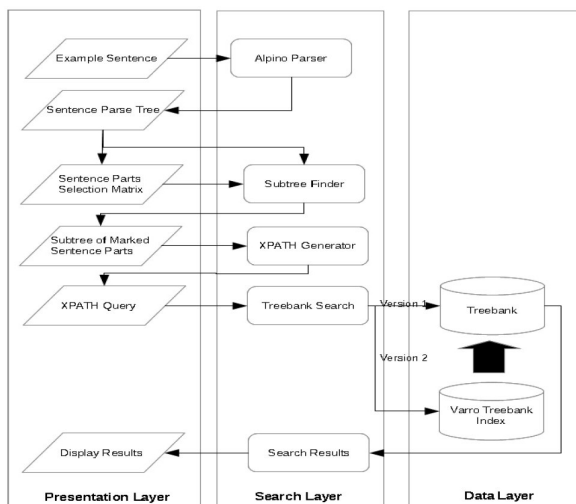 Example Sentence
Alpino Parser
Sentence Parse Tree
Sentence Parts
Selection Matrix
Subtree Finder
Subtree of Marked
Sentence Parts
XPATH Generator
XPATH Query
Treebank Search
Version 1
Treebank
Version 2
Varro Treebank
Index
Display Results
Search Results
Presentation Layer
Search Layer
Data Layer